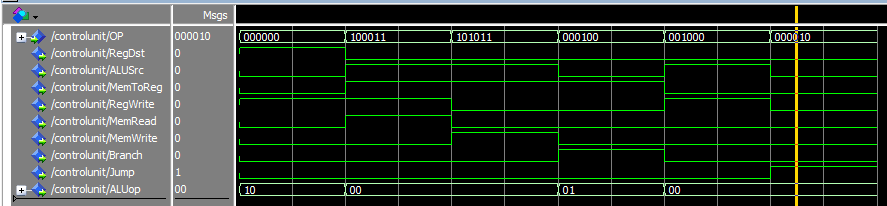 Msgs
/controlunit/OP 000010 000000 100011 101011 000100 001000 000010
/controlunit/RegDst 0
/controlunit/ALUSrc 0
/controlunit/MemToReg 0
/controlunit/RegWrite 0
/controlunit/MemRead 0
/controlunit/MemWrite 0
/controlunit/Branch 0
/controlunit/Jump 1
/controlunit/ALUop 00 10 00 01 00